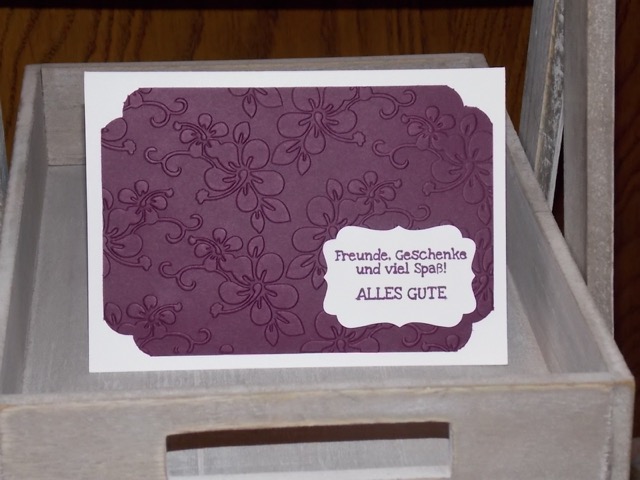 Freunde, Geschenke
und viel Spaß!
ALLES GUTE